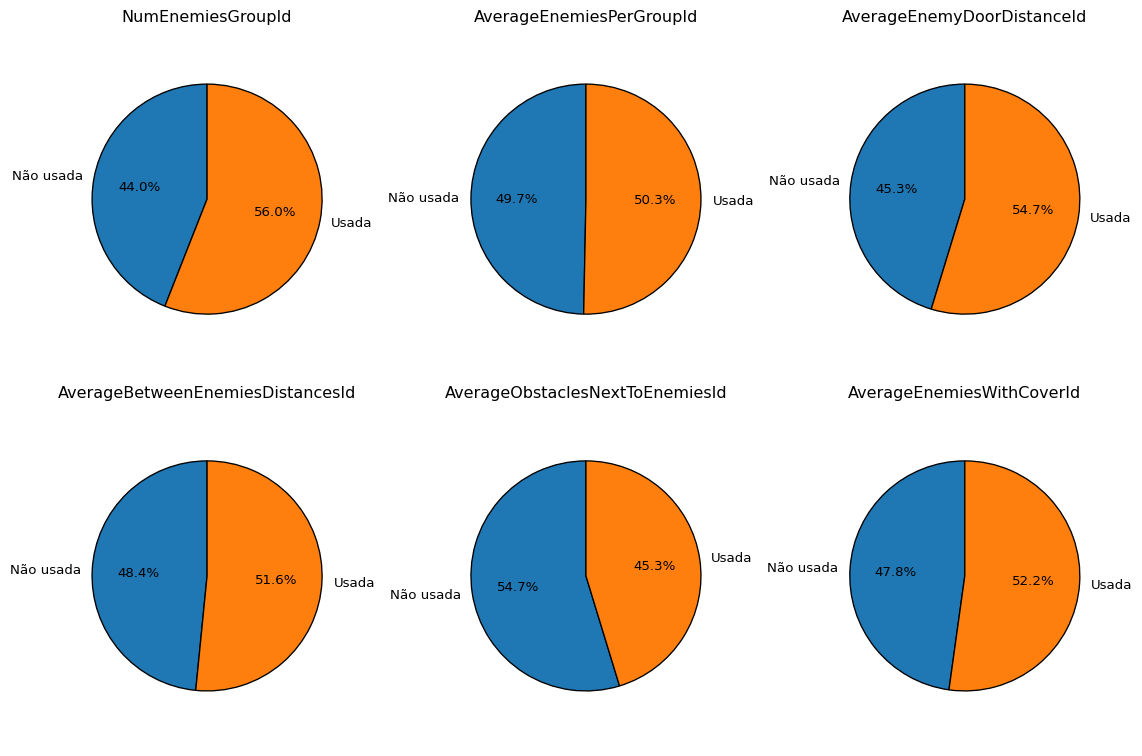 NumEnemiesGroupId
Não usada
44.0%
56.0%
Usada
AverageEnemiesPerGroupId
Não usada
49.7%
50.3%
Usada
AverageEnemyDoorDistanceId
Não usada
45.3%
54.7%
Usada
AverageBetweenEnemiesDistancesId
Não usada
48.4%
51.6%
Usada
AverageObstaclesNextToEnemiesId
Não usada
54.7%
45.3%
Usada
AverageEnemiesWithCoverId
Não usada
47.8%
52.2%
Usada